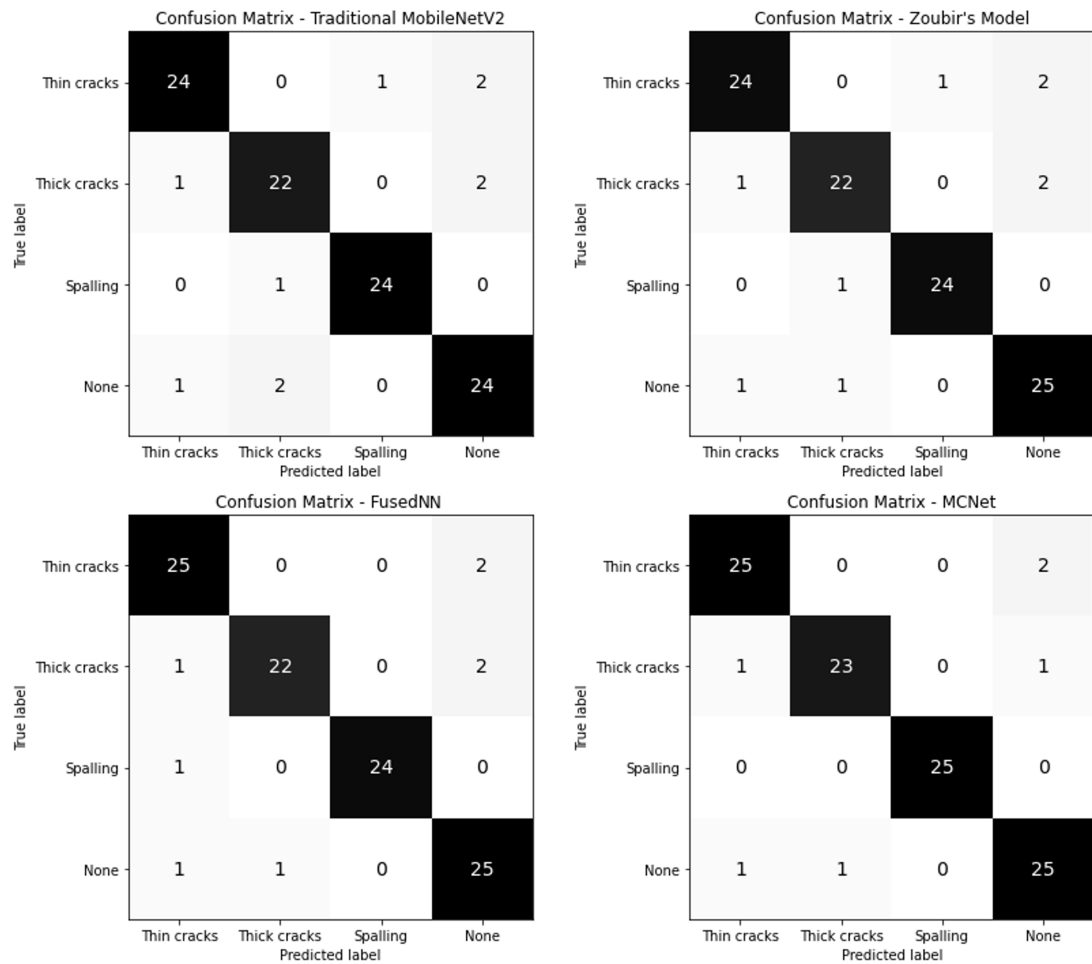 Confusion Matrix - Traditional MobileNetV2
True label
Thin cracks 24 0 1 2
Thick cracks 1 22 0 2
Spalling 0 1 24 0
None 1 2 0 24
Thin cracks Thick cracks Spalling None
Predicted label
Confusion Matrix - Zoubir's Model
True label
Thin cracks 24 0 1 2
Thick cracks 1 22 0 2
Spalling 0 1 24 0
None 1 1 0 25
Thin cracks Thick cracks Spalling None
Predicted label
Confusion Matrix - FusedNN
True label
Thin cracks 25 0 0 2
Thick cracks 1 22 0 2
Spalling 1 0 24 0
None 1 1 0 25
Thin cracks Thick cracks Spalling None
Predicted label
Confusion Matrix - MCNet
True label
Thin cracks 25 0 0 2
Thick cracks 1 23 0 1
Spalling 0 0 25 0
None 1 1 0 25
Thin cracks Thick cracks Spalling None
Predicted label